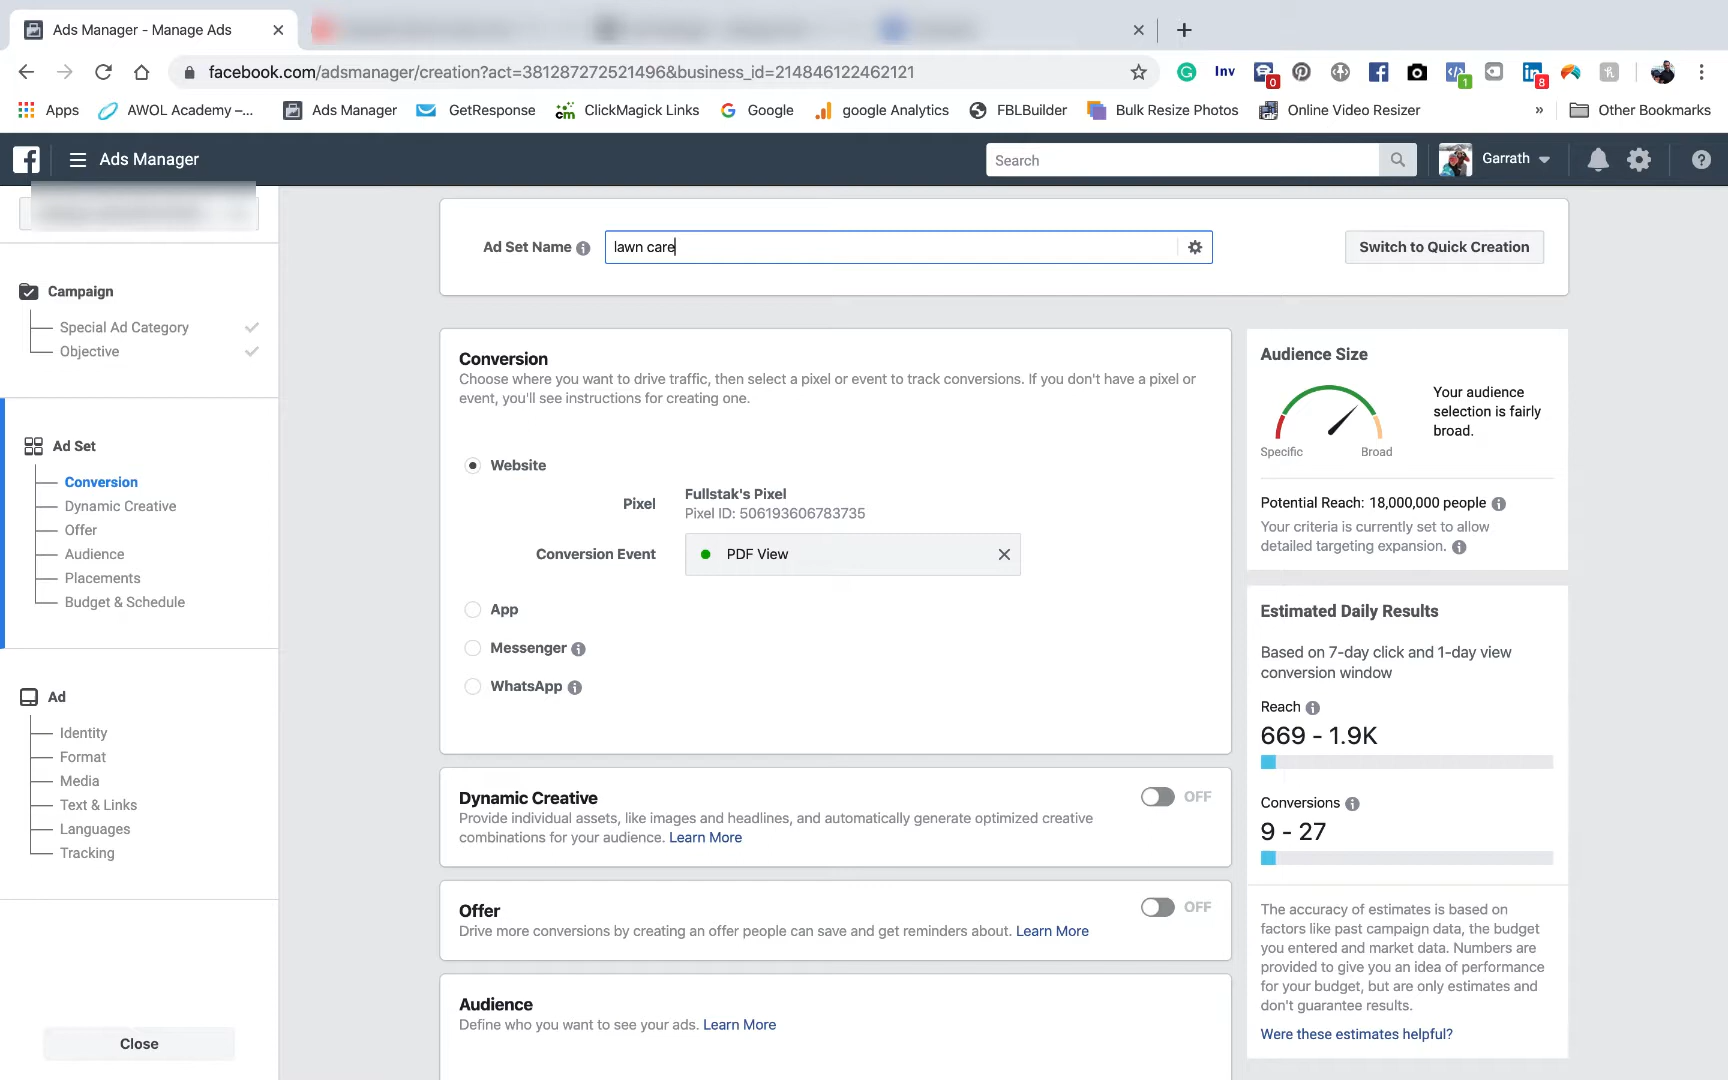 Ads Manager - Manage Ads
facebook.com/adsmanager/creation?act=381287272521496&business_id=214846122462121
Inv
0
1
8
Apps
AWOL Academy –...
Ads Manager
GetResponse
ClickMagick Links
Google
google Analytics
FBLBuilder
Bulk Resize Photos
Online Video Resizer
»
Other Bookmarks
Ads Manager
Search
Garrath
Campaign
Special Ad Category
Objective
Ad Set
Conversion
Dynamic Creative
Offer
Audience
Placements
Budget & Schedule
Ad
Identity
Format
Media
Text & Links
Languages
Tracking
Close
Ad Set Name
lawn care
Switch to Quick Creation
Conversion
Choose where you want to drive traffic, then select a pixel or event to track conversions. If you don't have a pixel or
event, you'll see instructions for creating one.
Website
Pixel
Fullstak's Pixel
Pixel ID: 506193606783735
Conversion Event
PDF View
App
Messenger
WhatsApp
Dynamic Creative
Provide individual assets, like images and headlines, and automatically generate optimized creative
combinations for your audience. Learn More
OFF
Offer
Drive more conversions by creating an offer people can save and get reminders about. Learn More
OFF
Audience
Define who you want to see your ads. Learn More
Audience Size
Specific
Broad
Your audience
selection is fairly
broad.
Potential Reach: 18,000,000 people
Your criteria is currently set to allow
detailed targeting expansion.
Estimated Daily Results
Based on 7-day click and 1-day view
conversion window
Reach
669 - 1.9K
Conversions
9 - 27
The accuracy of estimates is based on
factors like past campaign data, the budget
you entered and market data. Numbers are
provided to give you an idea of performance
for your budget, but are only estimates and
don't guarantee results.
Were these estimates helpful?